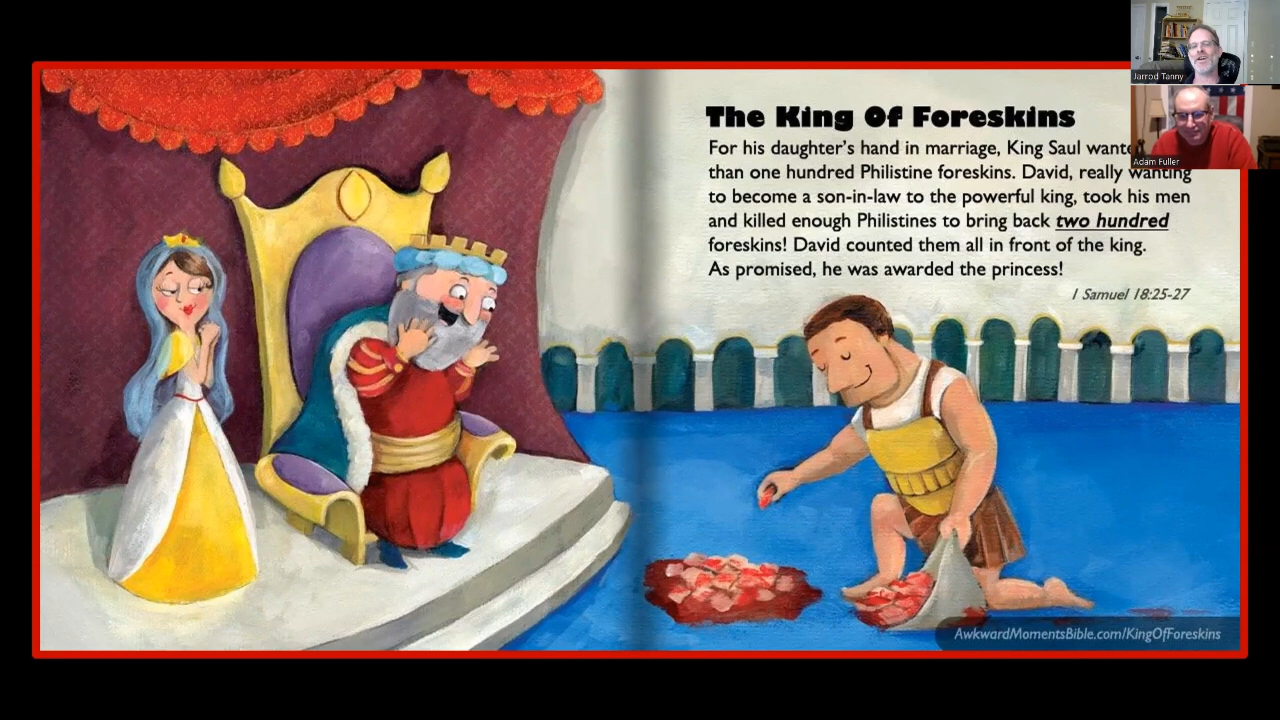 The King Of Foreskins
For his daughter's hand in marriage, King Saul
than one hundred Philistine foreskins. David, really wanting
to become a son-in-law to the powerful king, took his men
and killed enough Philistines to bring back two hundred
foreskins! David counted them all in front of the king.
As promised, he was awarded the princess!
1 Samuel 18:25-27
AwkwardMomentsBible.com/KingOfForeskins
Jarrod Tanny
Adam Fuller